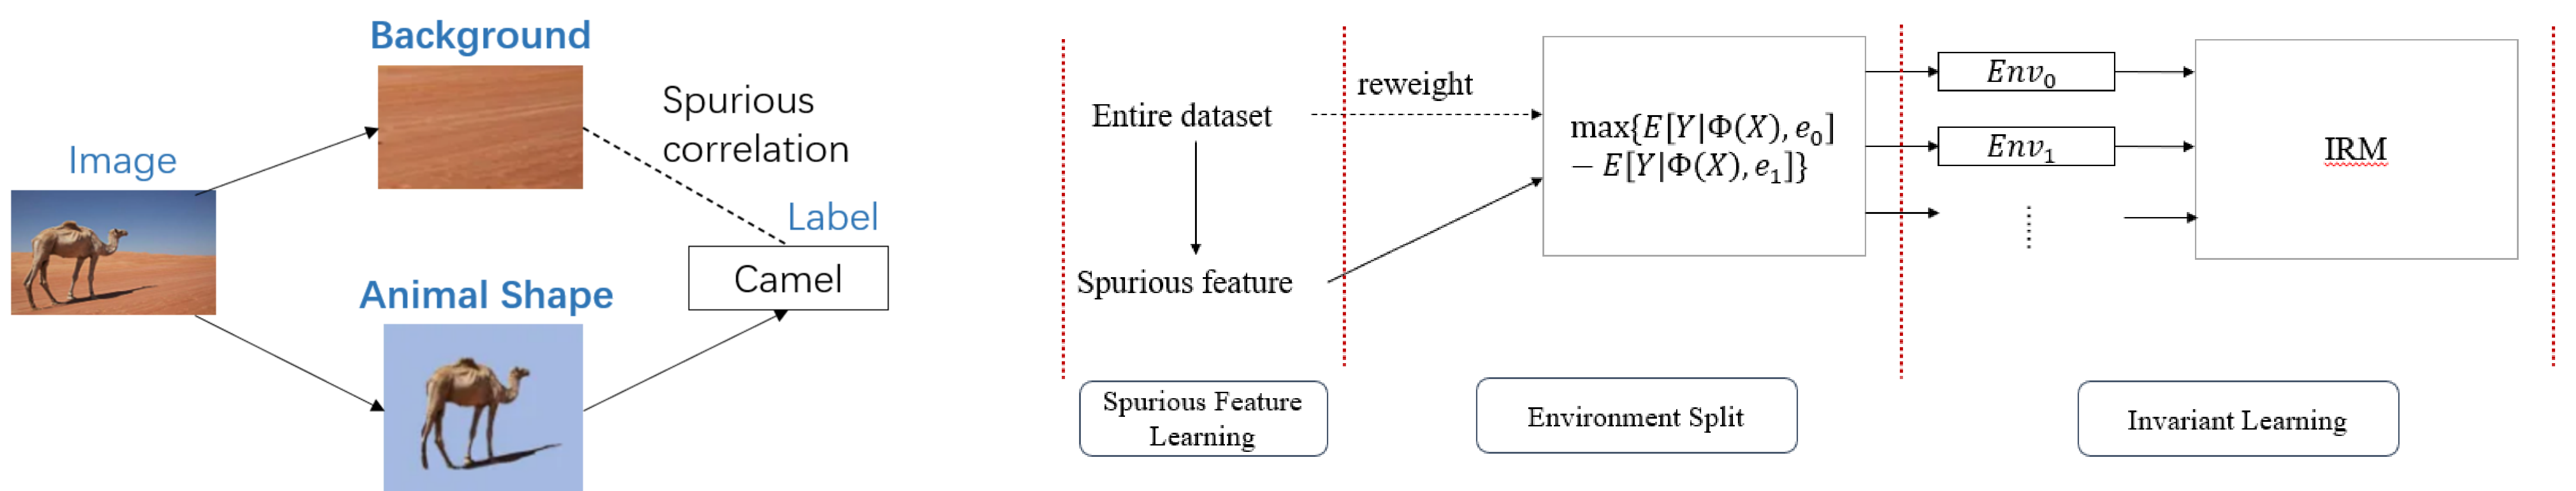 Background
Spurious
correlation
Image
Label
Camel
Animal Shape
Entire dataset
reweight
Spurious feature
max{E[Y|Φ(X), e₀]
− E[Y|Φ(X), e₁]}
Env₀
Env₁
IRM
Spurious Feature
Learning
Environment Split
Invariant Learning